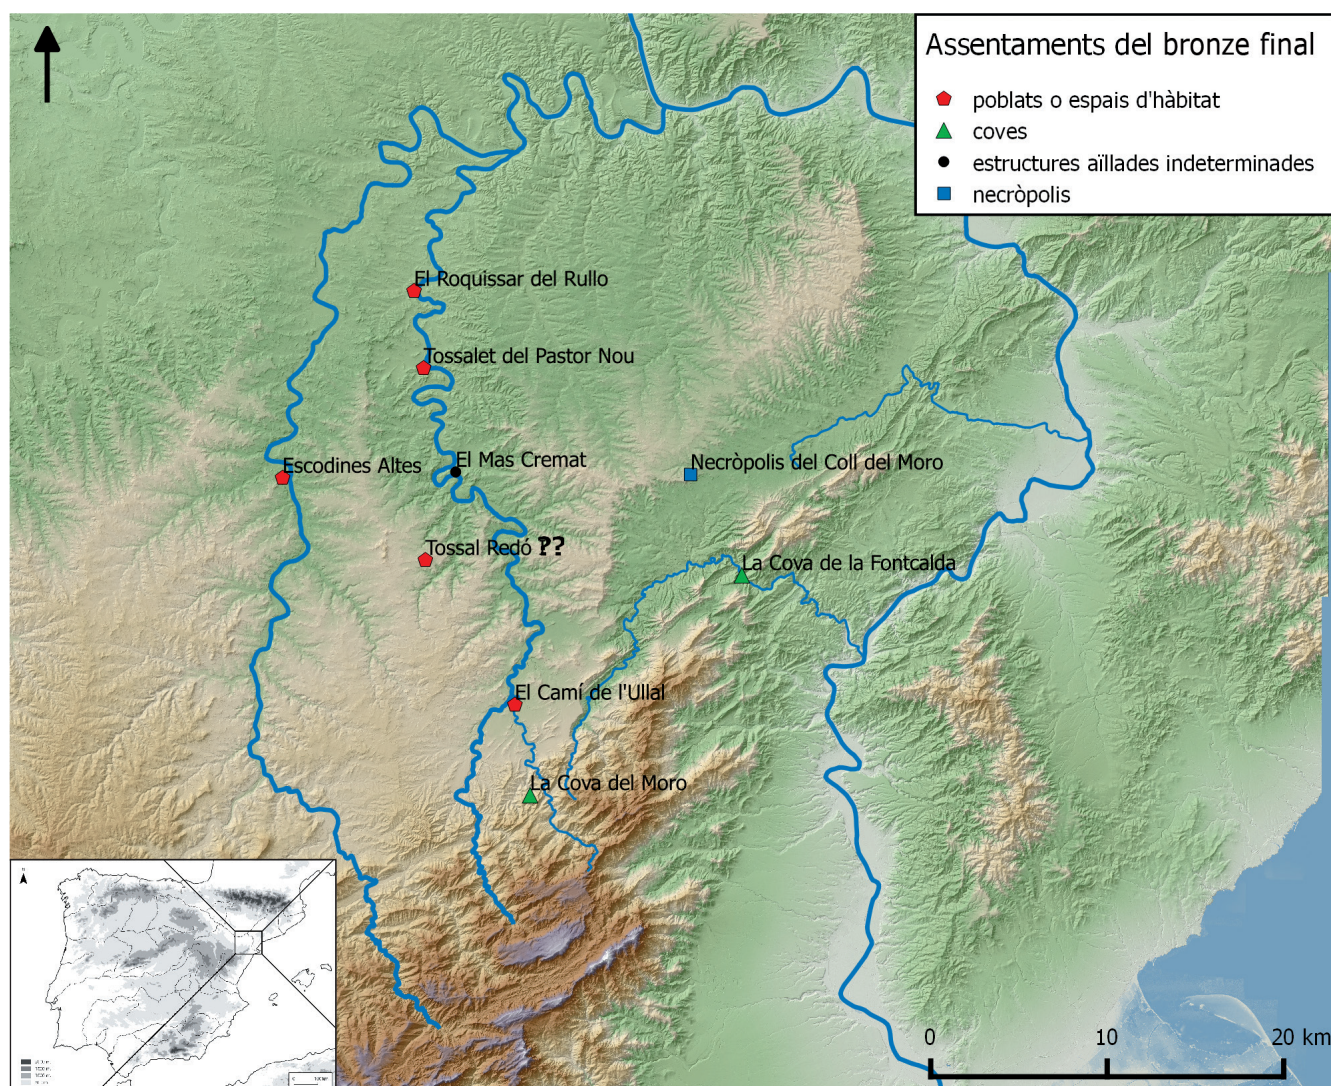 Assentaments del bronze final
poblats o espais d'hàbitat
coves
estructures aïllades indeterminades
necròpolis
El Roquissar del Rullo
Tossalet del Pastor Nou
Escodines Altes
El Mas Cremat
Necròpolis del Coll del Moro
Tossal Redó ??
La Cova de la Fontcalda
El Camí de l'Ullal
La Cova del Moro
N
0 10 20 km
0